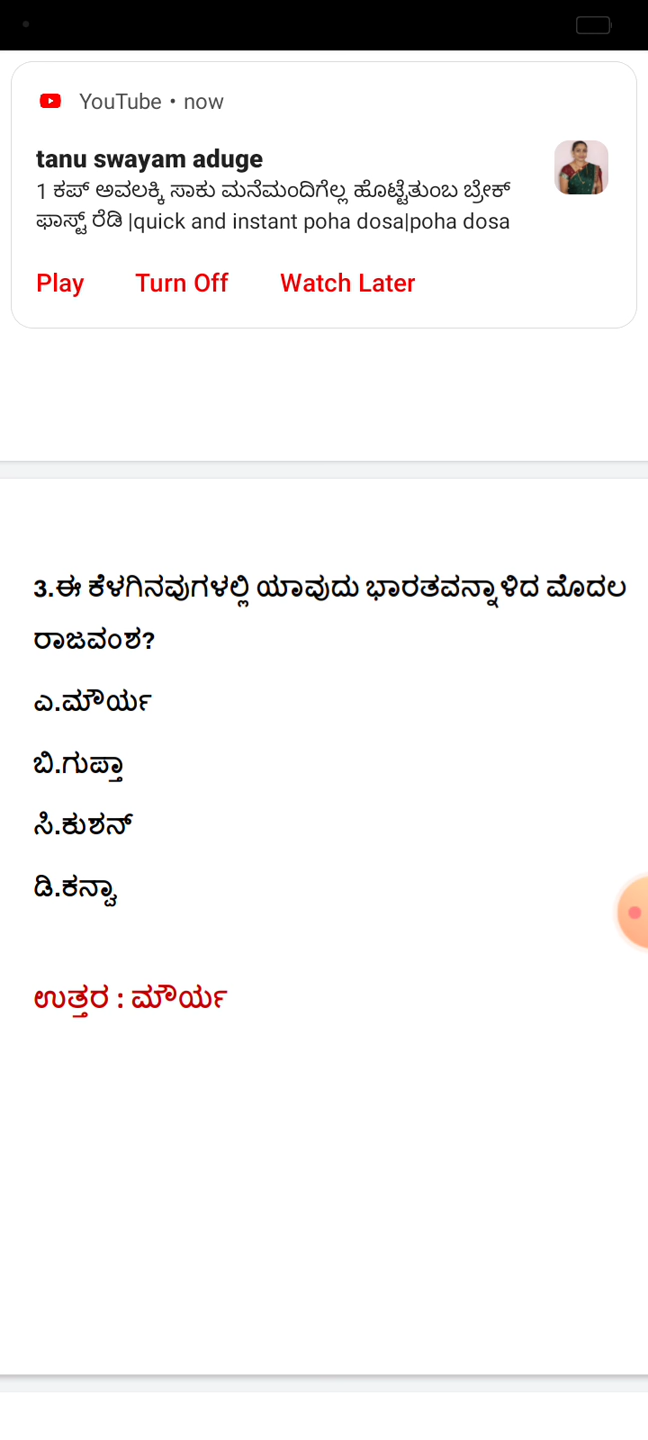 YouTube • now
tanu swayam aduge
1 ಕಪ್ ಅವಲಕ್ಕಿ ಸಾಕು ಮನೆಮಂದಿಗೆಲ್ಲ ಹೊಟ್ಟೆತುಂಬ ಬ್ರೇಕ್
ಫಾಸ್ಟ್ ರೆಡಿ |quick and instant poha dosa|poha dosa
Play Turn Off Watch Later
3.ಈ ಕೆಳಗಿನವುಗಳಲ್ಲಿ ಯಾವುದು ಭಾರತವನ್ನಾಳಿದ ಮೊದಲ
ರಾಜವಂಶ?
ಎ.ಮೌರ್ಯ
ಬಿ.ಗುಪ್ತಾ
ಸಿ.ಕುಶನ್
ಡಿ.ಕನ್ವಾ
ಉತ್ತರ : ಮೌರ್ಯ